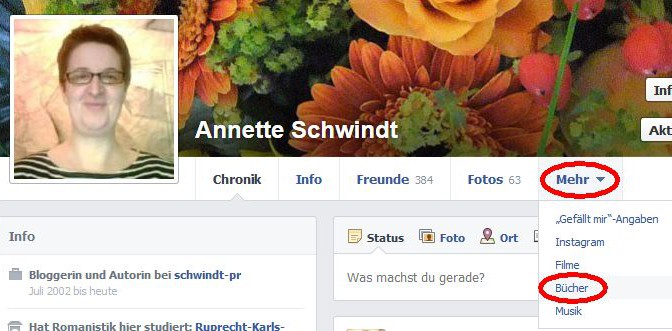 Inf
Akt
Annette Schwindt
Chronik Info Freunde 384 Fotos 63 Mehr
„Gefällt mir“-Angaben
Instagram
Filme
Bücher
Musik
Info
Bloggerin und Autorin bei schwindt-pr
Juli 2002 bis heute
Hat Romanistik hier studiert: Ruprecht-Karls-
Status Foto Ort
Was machst du gerade?